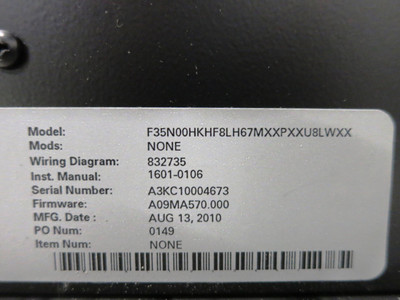 Model: F35N00HKHF8LH67MXXPXXU8LWXX
Mods: NONE
Wiring Diagram: 832735
Inst. Manual: 1601-0106
Serial Number: A3KC10004673
Firmware: A09MA570.000
MFG. Date : AUG 13, 2010
PO Num: 0149
Item Num: NONE